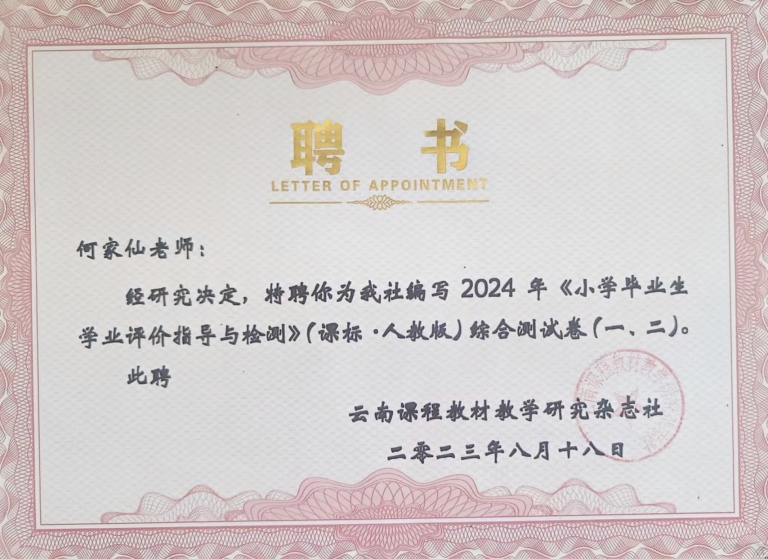 聘 书
LETTER OF APPOINTMENT
何家仙老师：
经研究决定，特聘你为我社编写 2024 年《小学毕业生
学业评价指导与检测》（课标·人教版）综合测试卷（一、二）。
此聘
云南课程教材教学研究杂志社
二零二三年八月十八日